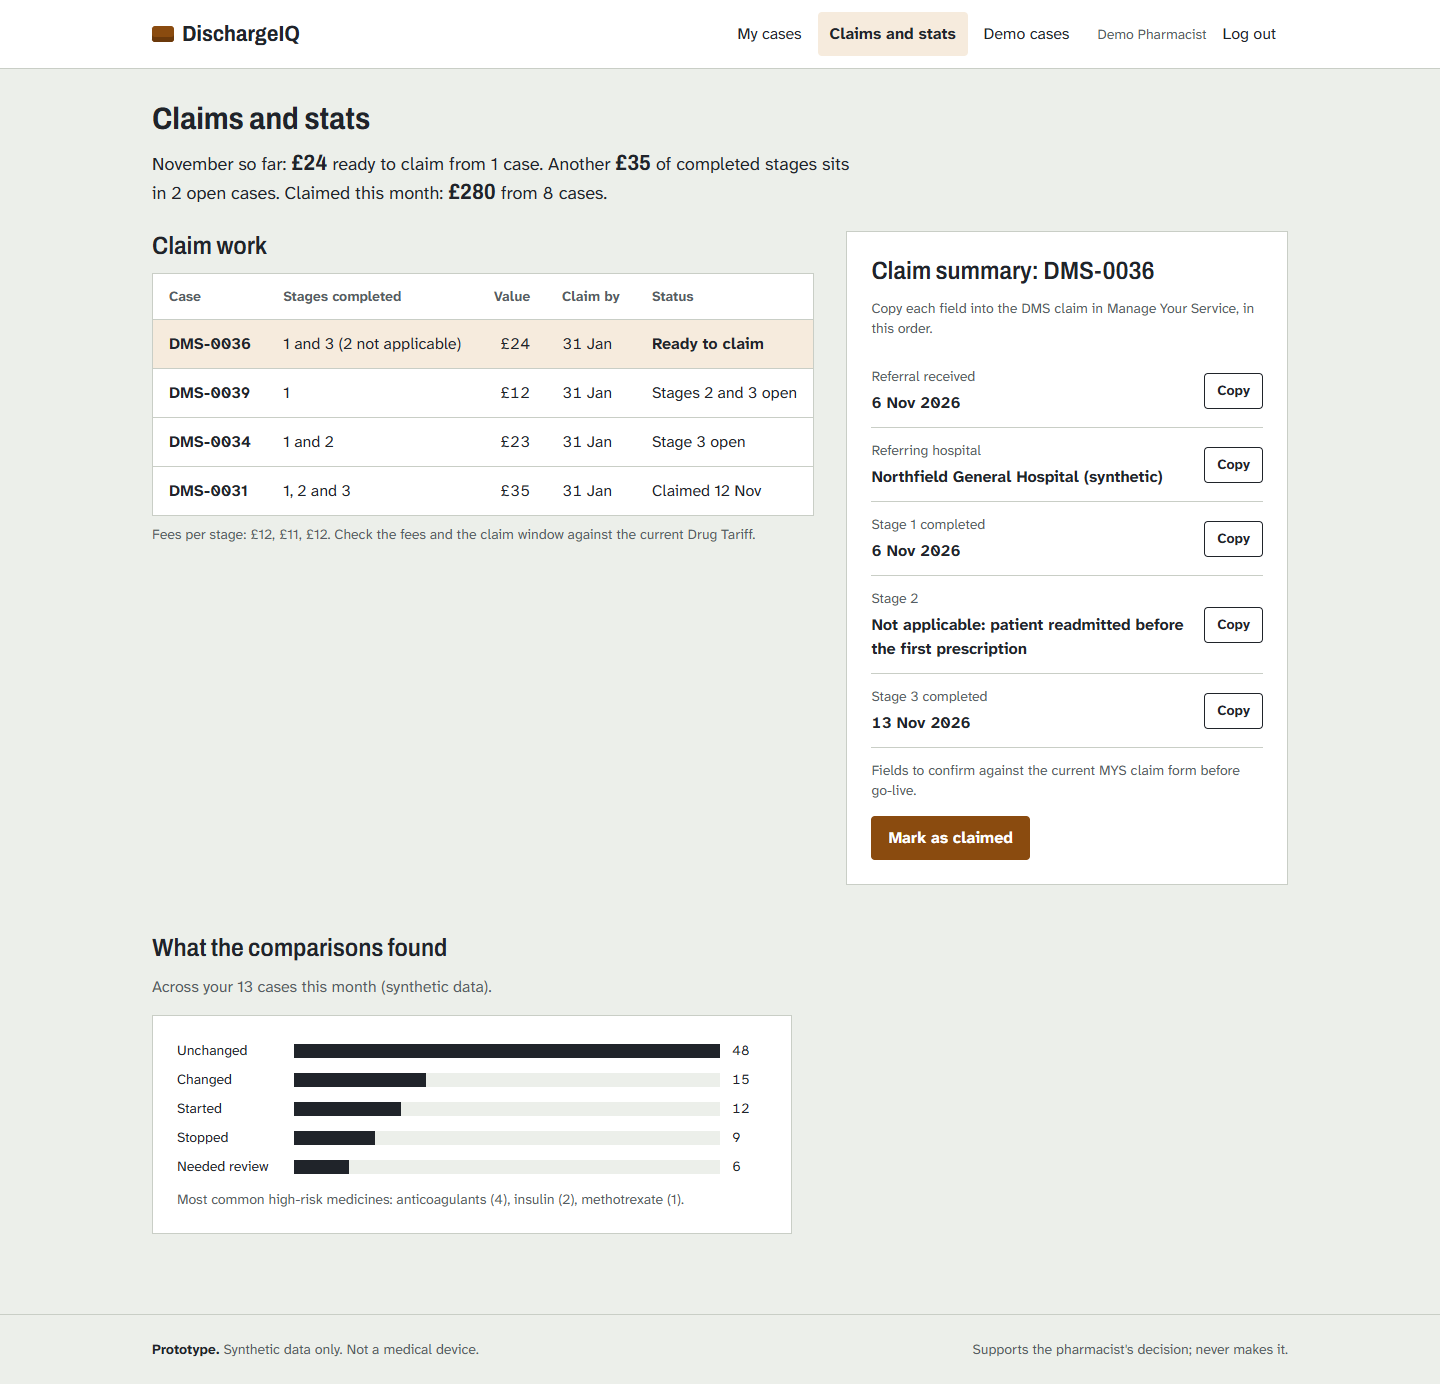 DischargeIQ
My cases
Claims and stats
Demo cases
Demo Pharmacist
Log out
Claims and stats
November so far: £24 ready to claim from 1 case. Another £35 of completed stages sits
in 2 open cases. Claimed this month: £280 from 8 cases.
Claim work
Case Stages completed Value Claim by Status
DMS-0036 1 and 3 (2 not applicable) £24 31 Jan Ready to claim
DMS-0039 1 £12 31 Jan Stages 2 and 3 open
DMS-0034 1 and 2 £23 31 Jan Stage 3 open
DMS-0031 1, 2 and 3 £35 31 Jan Claimed 12 Nov
Fees per stage: £12, £11, £12. Check the fees and the claim window against the current Drug Tariff.
Claim summary: DMS-0036
Copy each field into the DMS claim in Manage Your Service, in
this order.
Referral received
6 Nov 2026
Copy
Referring hospital
Northfield General Hospital (synthetic)
Copy
Stage 1 completed
6 Nov 2026
Copy
Stage 2
Not applicable: patient readmitted before
the first prescription
Copy
Stage 3 completed
13 Nov 2026
Copy
Fields to confirm against the current MYS claim form before
go-live.
Mark as claimed
What the comparisons found
Across your 13 cases this month (synthetic data).
Unchanged 48
Changed 15
Started 12
Stopped 9
Needed review 6
Most common high-risk medicines: anticoagulants (4), insulin (2), methotrexate (1).
Prototype. Synthetic data only. Not a medical device.
Supports the pharmacist's decision; never makes it.